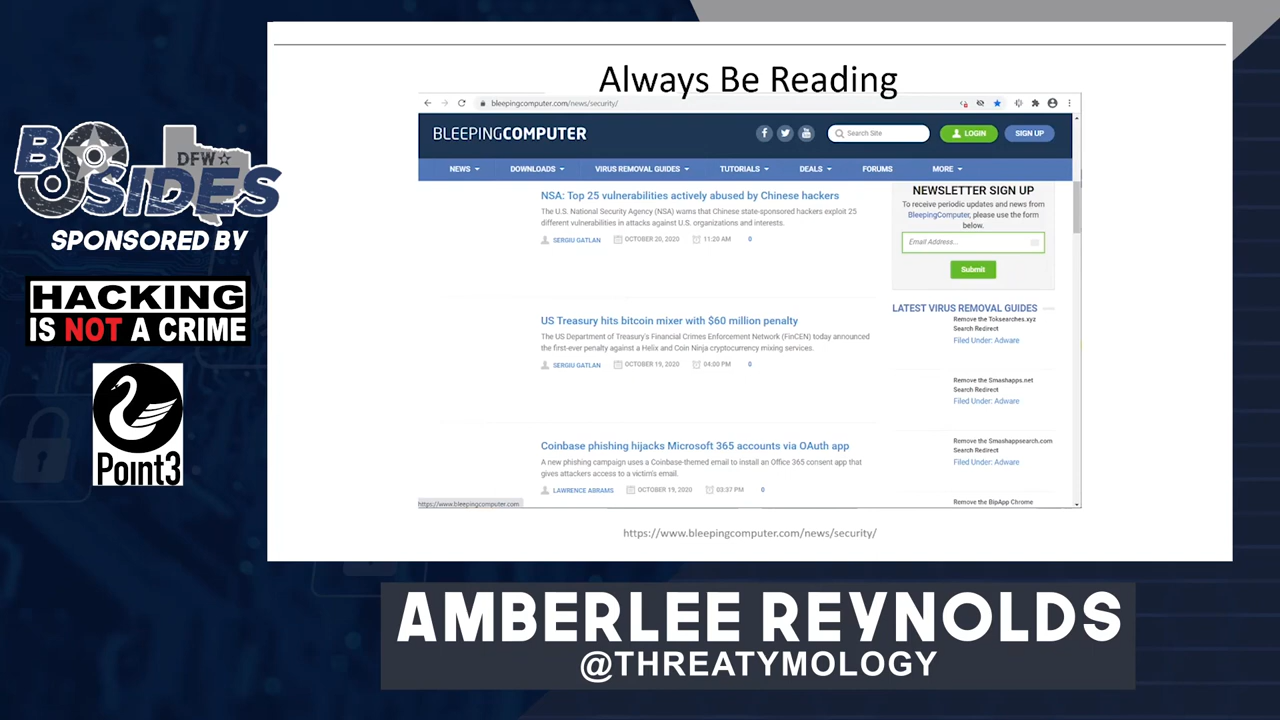 Always Be Reading
bleepingcomputer.com/news/security/
BLEEPINGCOMPUTER
Search Site
LOGIN
SIGN UP
NEWS
DOWNLOADS
VIRUS REMOVAL GUIDES
TUTORIALS
DEALS
FORUMS
MORE
NSA: Top 25 vulnerabilities actively abused by Chinese hackers
The U.S. National Security Agency (NSA) warns that Chinese state-sponsored hackers exploit 25
different vulnerabilities in attacks against U.S. organizations and interests.
SERGIU GATLAN OCTOBER 20, 2020 11:20 AM 0
US Treasury hits bitcoin mixer with $60 million penalty
The US Department of Treasury's Financial Crimes Enforcement Network (FinCEN) today announced
the first-ever penalty against a Helix and Coin Ninja cryptocurrency mixing services.
SERGIU GATLAN OCTOBER 19, 2020 04:00 PM 0
Coinbase phishing hijacks Microsoft 365 accounts via OAuth app
A new phishing campaign uses a Coinbase-themed email to install an Office 365 consent app that
gives attackers access to a victim's email.
LAWRENCE ABRAMS OCTOBER 19, 2020 03:37 PM 0
https://www.bleepingcomputer.com
NEWSLETTER SIGN UP
To receive periodic updates and news from
BleepingComputer, please use the form
below.
Email Address...
Submit
LATEST VIRUS REMOVAL GUIDES
Remove the Toksearches.xyz
Search Redirect
Filed Under: Adware
Remove the Smashapps.net
Search Redirect
Filed Under: Adware
Remove the Smashappsearch.com
Search Redirect
Filed Under: Adware
Remove the BipApp Chrome
https://www.bleepingcomputer.com/news/security/
BSIDES
DFW
SPONSORED BY
HACKING
IS NOT A CRIME
Point3
AMBERLEE REYNOLDS
@THREATYMOLOGY